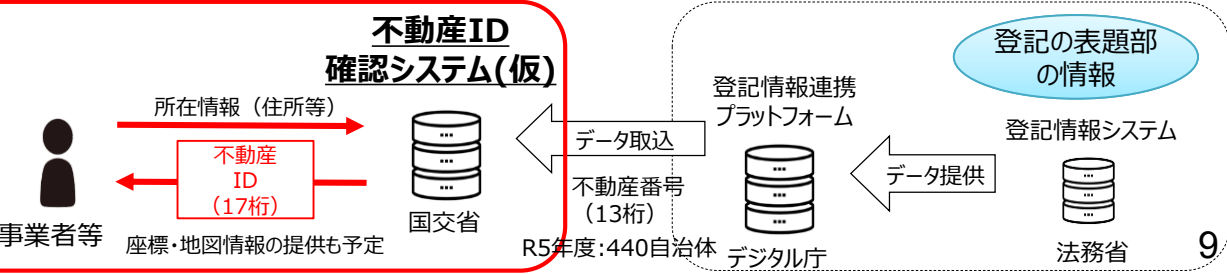 不動産ID
確認システム(仮)
所在情報（住所等）
不動産
ID
（17桁）
事業者等
座標・地図情報の提供も予定
国交省
データ取込
不動産番号
（13桁）
R5年度:440自治体
登記情報連携
プラットフォーム
デジタル庁
データ提供
登記の表題部
の情報
登記情報システム
法務省
9